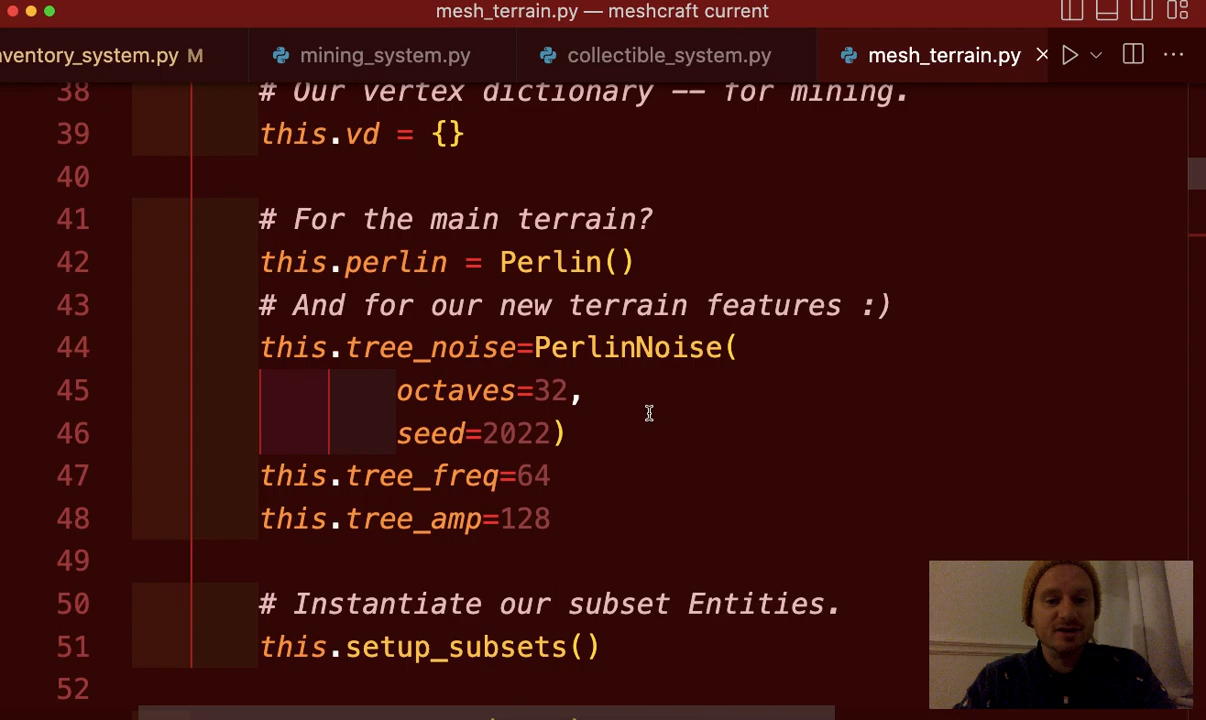 mesh_terrain.py — meshcraft current
nventory_system.py M mining_system.py collectible_system.py mesh_terrain.py
38 # Our vertex dictionary -- for mining.
39 this.vd = {}
40
41 # For the main terrain?
42 this.perlin = Perlin()
43 # And for our new terrain features :)
44 this.tree_noise=PerlinNoise(
45 octaves=32,
46 seed=2022)
47 this.tree_freq=64
48 this.tree_amp=128
49
50 # Instantiate our subset Entities.
51 this.setup_subsets()
52